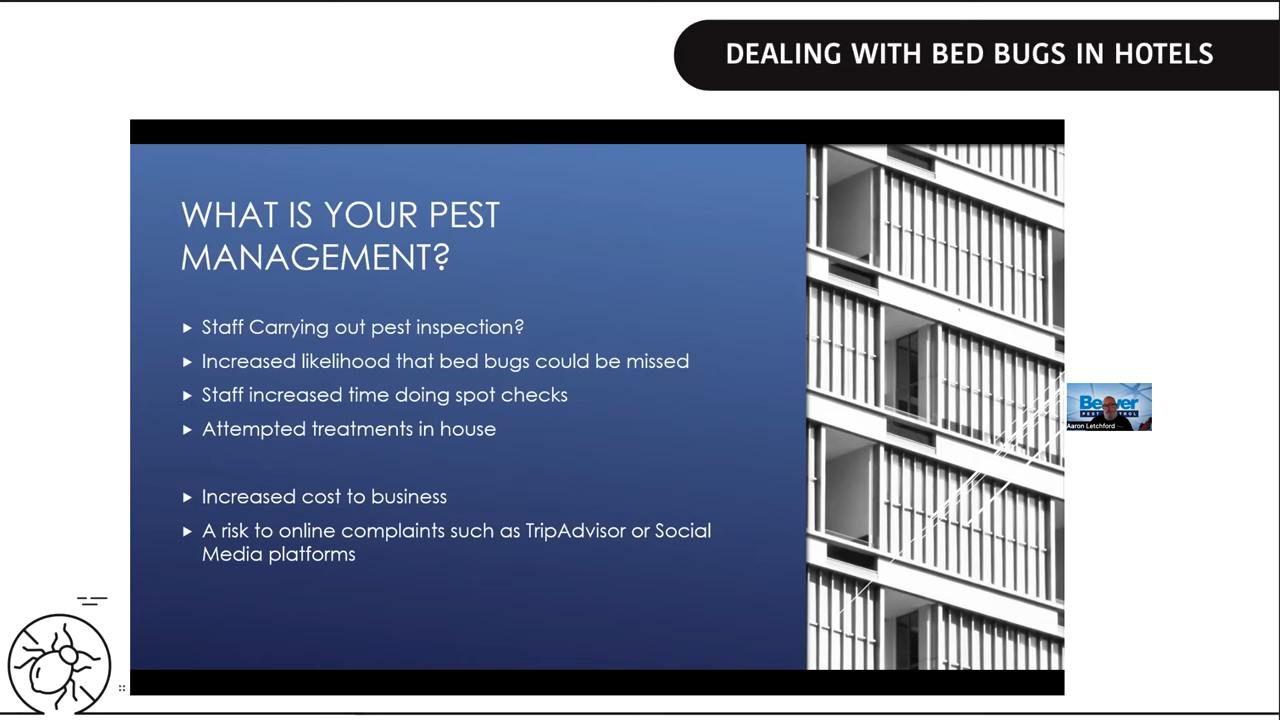 DEALING WITH BED BUGS IN HOTELS
WHAT IS YOUR PEST
MANAGEMENT?
Staff Carrying out pest inspection?
Increased likelihood that bed bugs could be missed
Staff increased time doing spot checks
Attempted treatments in house
Increased cost to business
A risk to online complaints such as TripAdvisor or Social
Media platforms
Aaron Letchford